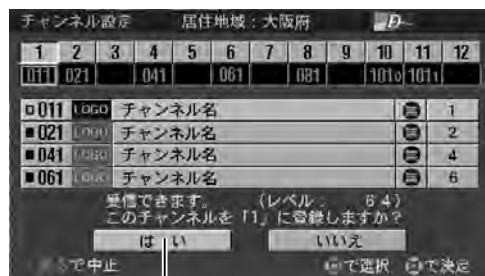 チャンネル設定 居住地域：大阪府 D
1 2 3 4 5 6 7 8 9 10 11 12
011 021 041 061 081 1010 1011
011 LOGO チャンネル名 1
021 LOGO チャンネル名 2
041 LOGO チャンネル名 4
061 LOGO チャンネル名 6
受信できます。 （レベル： 64）
このチャンネルを「1」に登録しますか？
はい いいえ
で中止 で選択 で決定